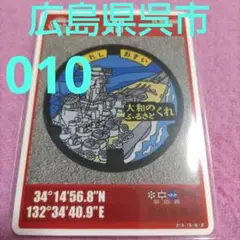 広島県呉市
010
くれし おすい
大和の
ふるさと
くれ
34°14'56.8"N
132°34'40.9"E